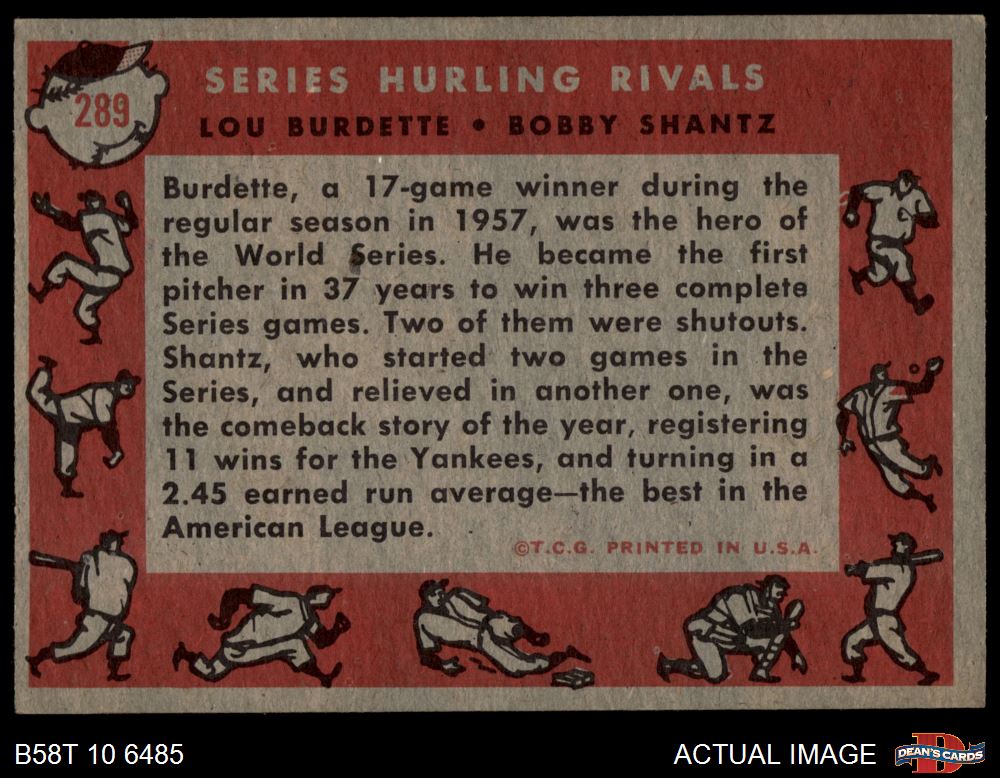 289
SERIES HURLING RIVALS
LOU BURDETTE • BOBBY SHANTZ
Burdette, a 17-game winner during the
regular season in 1957, was the hero of
the World Series. He became the first
pitcher in 37 years to win three complete
Series games. Two of them were shutouts.
Shantz, who started two games in the
Series, and relieved in another one, was
the comeback story of the year, registering
11 wins for the Yankees, and turning in a
2.45 earned run average—the best in the
American League.
©T.C.G. PRINTED IN U.S.A.
B58T 10 6485
ACTUAL IMAGE
DEAN'S CARDS